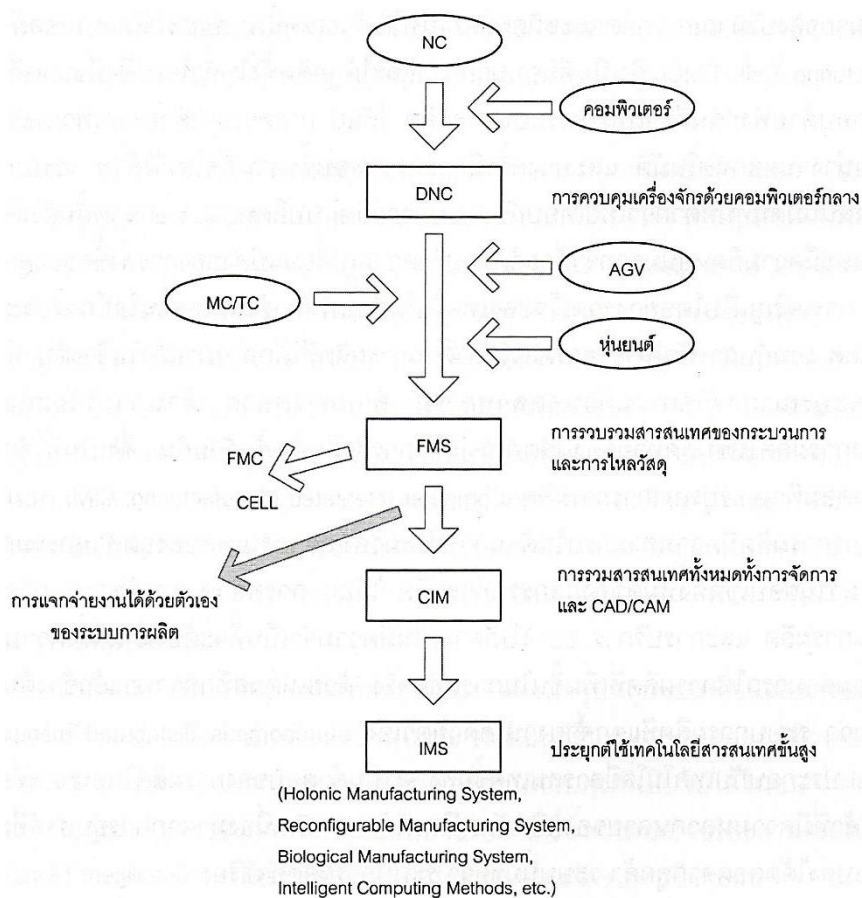 NC
คอมพิวเตอร์
DNC
การควบคุมเครื่องจักรด้วยคอมพิวเตอร์กลาง
AGV
MC/TC
หุ่นยนต์
FMS
การรวบรวมสารสนเทศของกระบวนการ
และการไหลวัสดุ
FMC
CELL
CIM
การรวมสารสนเทศทั้งหมดทั้งการจัดการ
และ CAD/CAM
การแจกจ่ายงานได้ด้วยตัวเอง
ของระบบการผลิต
IMS
ประยุกต์ใช้เทคโนโลยีสารสนเทศขั้นสูง
(Holonic Manufacturing System,
Reconfigurable Manufacturing System,
Biological Manufacturing System,
Intelligent Computing Methods, etc.)